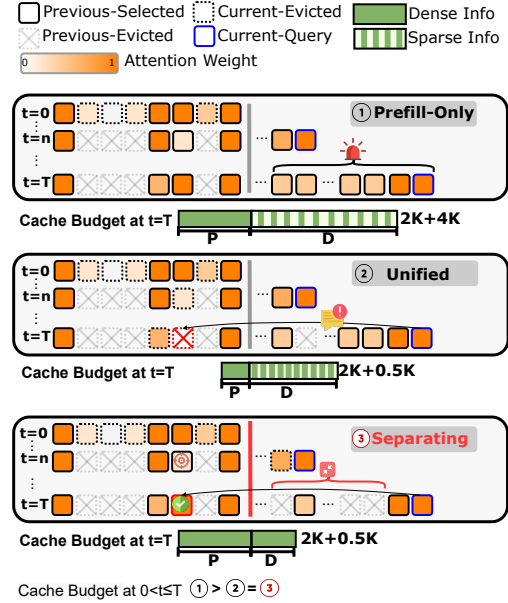 Previous-Selected Current-Evicted Dense Info
Previous-Evicted Current-Query Sparse Info
0 1 Attention Weight
t=0 1 Prefill-Only
t=n ...
t=T ...
Cache Budget at t=T 2K+4K
P D
t=0 2 Unified
t=n ...
t=T ... ...
Cache Budget at t=T 2K+0.5K
P D
t=0 3 Separating
t=n ...
t=T ... ...
Cache Budget at t=T 2K+0.5K
P D
Cache Budget at 0<t≤T 1 > 2 = 3